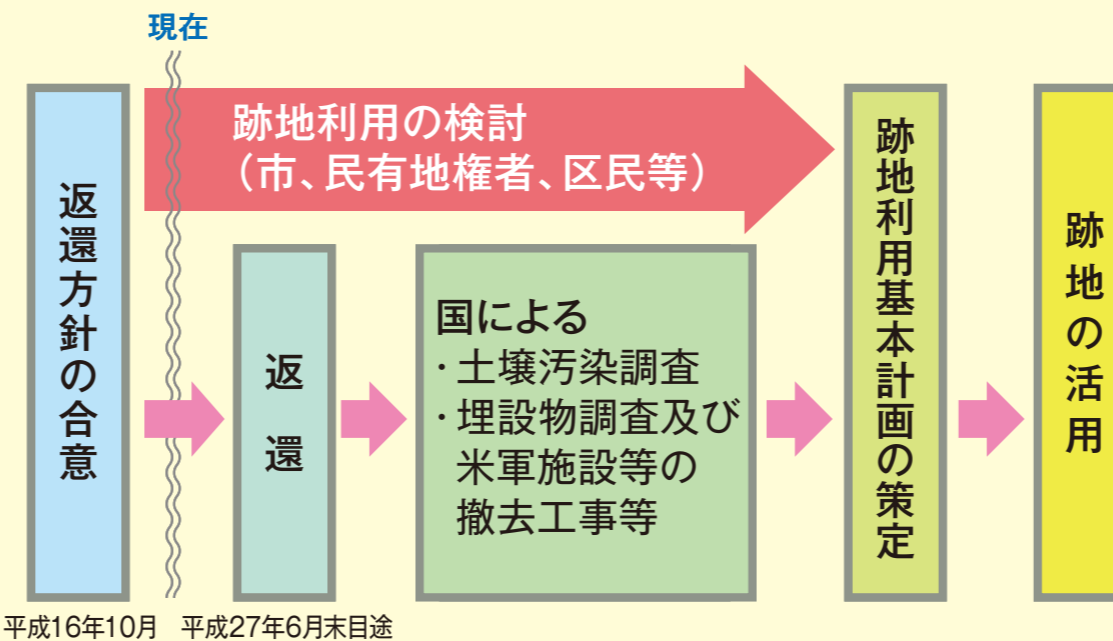 現在
返還方針の合意
跡地利用の検討
（市、民有地権者、区民等）
返還
国による
・土壌汚染調査
・埋設物調査及び
米軍施設等の
撤去工事等
跡地利用基本計画の策定
跡地の活用
平成16年10月
平成27年6月末目途